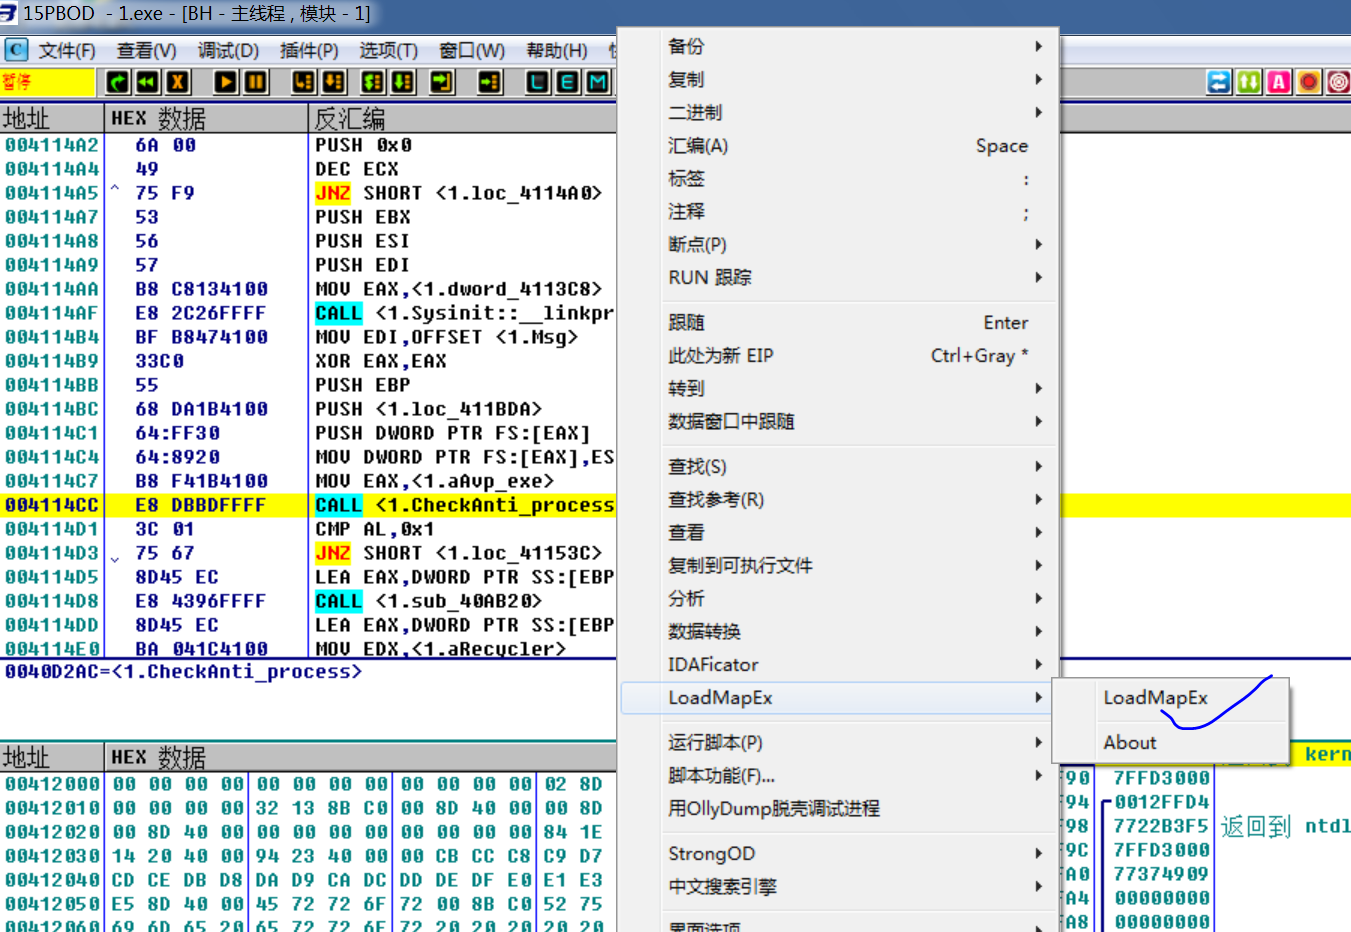 15PBOD - 1.exe - [BH - 主线程 , 模块 - 1]
C 文件(F) 查看(V) 调试(D) 插件(P) 选项(T) 窗口(W) 帮助(H)
暂停 L E M A
地址 HEX 数据 反汇编
004114A2 6A 00 PUSH 0x0
004114A4 49 DEC ECX
004114A5 ^ 75 F9 JNZ SHORT <1.loc_4114A0>
004114A7 53 PUSH EBX
004114A8 56 PUSH ESI
004114A9 57 PUSH EDI
004114AA B8 C8134100 MOV EAX,<1.dword_4113C8>
004114AF E8 2C26FFFF CALL <1.Sysinit::__linkpr
004114B4 BF B8474100 MOV EDI,OFFSET <1.Msg>
004114B9 33C0 XOR EAX,EAX
004114BB 55 PUSH EBP
004114BC 68 DA1B4100 PUSH <1.loc_411BDA>
004114C1 64:FF30 PUSH DWORD PTR FS:[EAX]
004114C4 64:8920 MOV DWORD PTR FS:[EAX],ES
004114C7 B8 F41B4100 MOV EAX,<1.aAvp_exe>
004114CC E8 DBBDFFFF CALL <1.CheckAnti_process
004114D1 3C 01 CMP AL,0x1
004114D3 75 67 JNZ SHORT <1.loc_41153C>
004114D5 8D45 EC LEA EAX,DWORD PTR SS:[EBP
004114D8 E8 4396FFFF CALL <1.sub_40AB20>
004114DD 8D45 EC LEA EAX,DWORD PTR SS:[EBP
004114E0 BA 041C4100 MOV EDX,<1.aRecycler>
0040D2AC=<1.CheckAnti_process>
地址 HEX 数据
00412000 00 00 00 00 00 00 00 00 00 00 00 00 02 8D
00412010 00 00 00 00 32 13 8B C0 00 8D 40 00 00 8D
00412020 00 8D 40 00 00 00 00 00 00 00 00 00 84 1E
00412030 14 20 40 00 94 23 40 00 00 CB CC C8 C9 D7
00412040 CD CE DB D8 DA D9 CA DC DD DE DF E0 E1 E3
00412050 E5 8D 40 00 45 72 72 6F 72 00 8B C0 52 75
00412060 69 6D 65 20 65 72 72 6F 72 20 20 20 20 20
备份
复制
二进制
汇编(A) Space
标签 :
注释 ;
断点(P)
RUN 跟踪
跟随 Enter
此处为新 EIP Ctrl+Gray *
转到
数据窗口中跟随
查找(S)
查找参考(R)
查看
复制到可执行文件
分析
数据转换
IDAFicator
LoadMapEx
运行脚本(P)
脚本功能(F)...
用OllyDump脱壳调试进程
StrongOD
中文搜索引擎
界面选项
LoadMapEx
About
kern
F90 7FFD3000
F94 0012FFD4
F98 7722B3F5 返回到 ntdl
F9C 7FFD3000
FA0 77374909
FA4 00000000
FA8 00000000